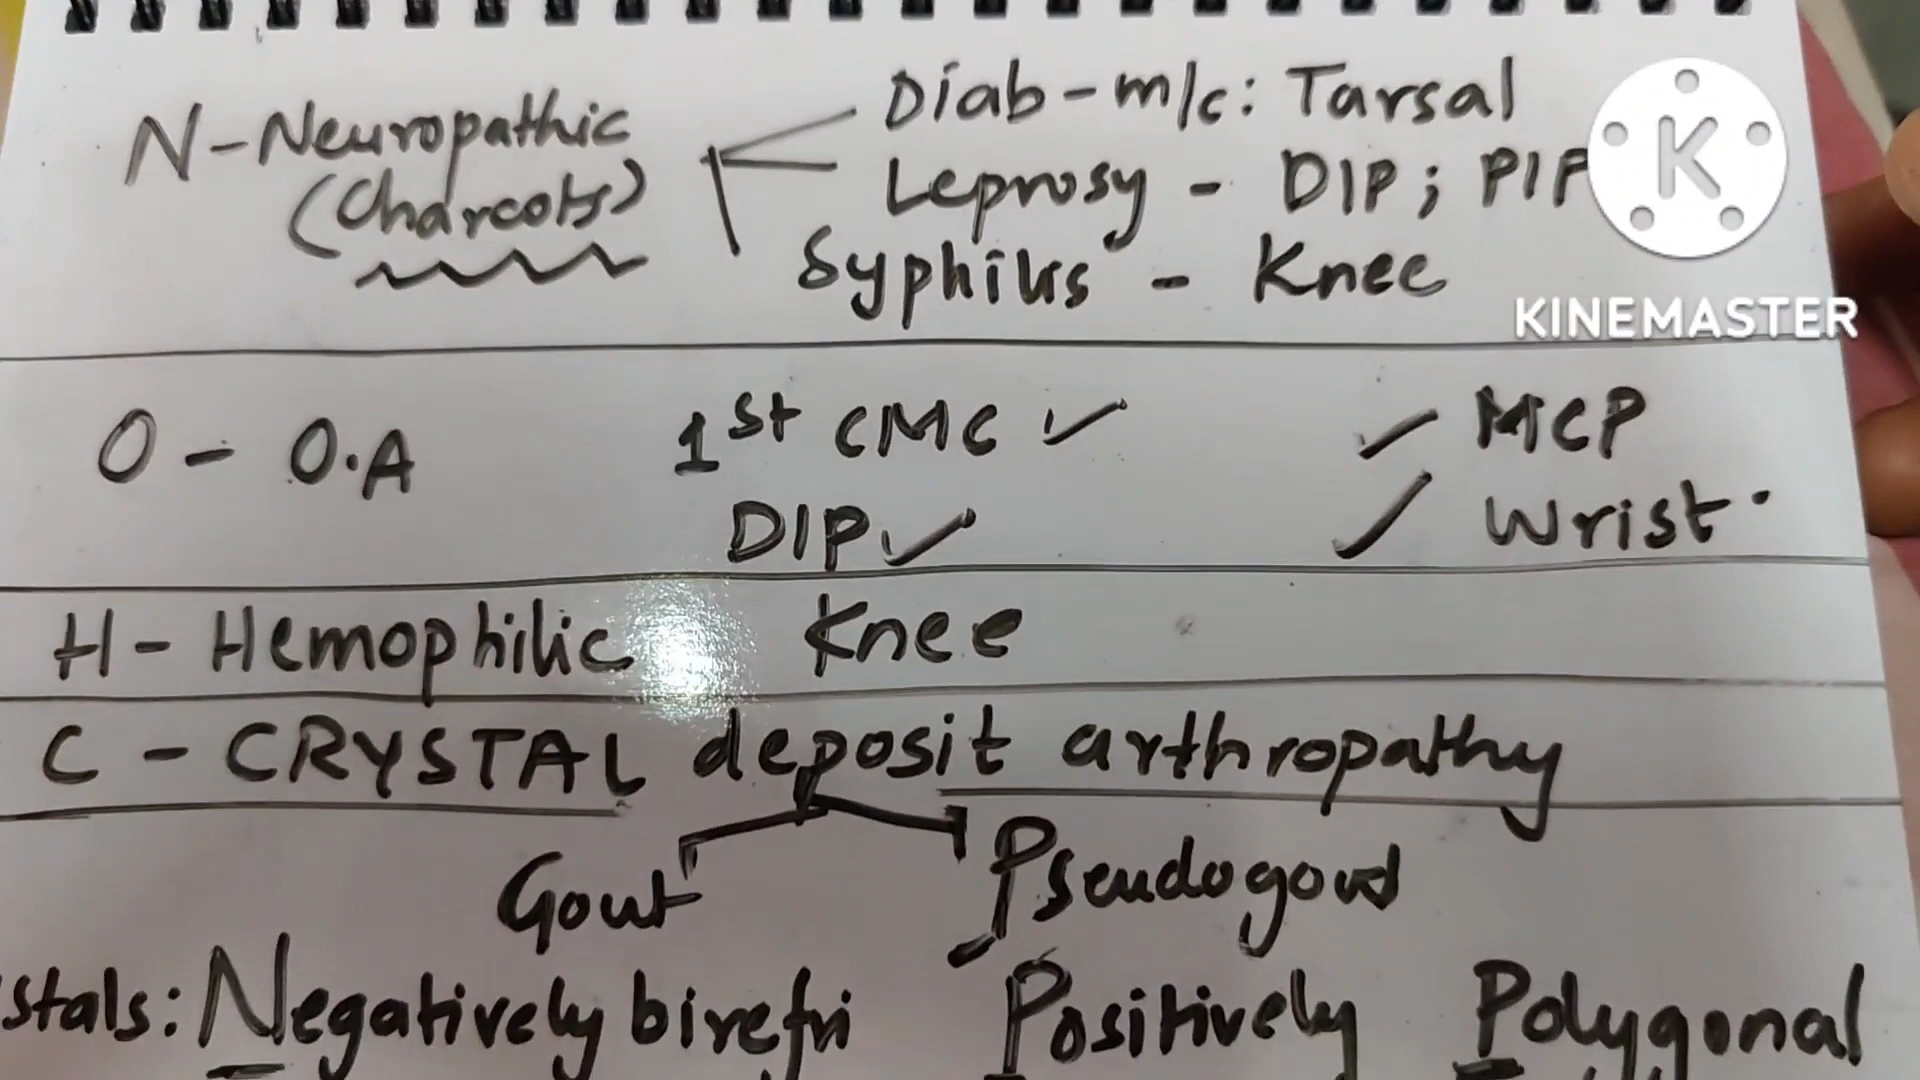 N-Neuropathic
(Charcots)
Diab-m/c: Tarsal
Leprosy - DIP; PIP
Syphilis - Knee
K
KINEMASTER
O - O.A 1st CMC ✓ ✓ MCP
DIP ✓ ✓ Wrist
H - Hemophilic Knee
C - CRYSTAL deposit arthropathy
Gout Pseudogout
stals: Negatively birefri Positively Polygonal